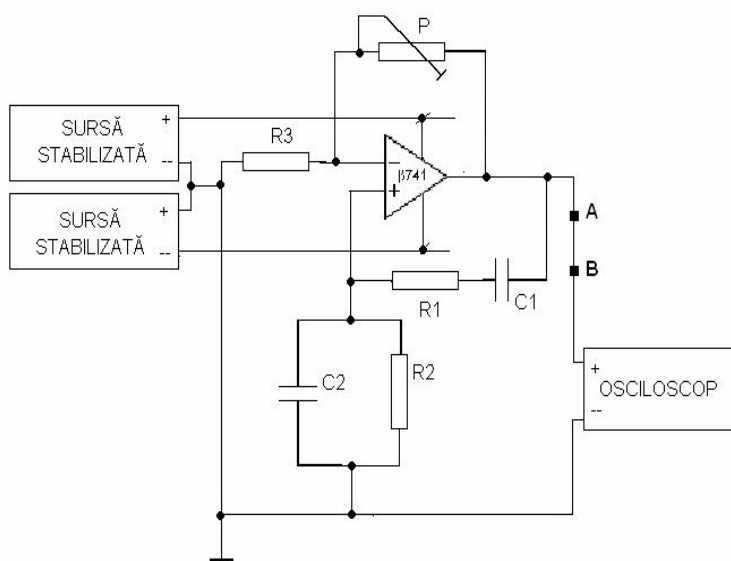 P
SURSĂ
STABILIZATĂ
+
--
R3
−
β741
+
SURSĂ
STABILIZATĂ
+
--
A
B
R1
C1
C2
R2
+
OSCILOSCOP
--